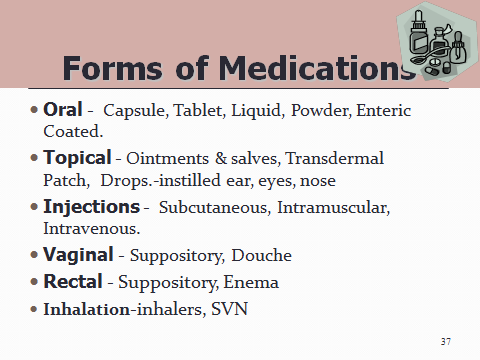 Forms of Medications
• Oral - Capsule, Tablet, Liquid, Powder, Enteric
Coated.
• Topical - Ointments & salves, Transdermal
Patch, Drops.-instilled ear, eyes, nose
• Injections - Subcutaneous, Intramuscular,
Intravenous.
• Vaginal - Suppository, Douche
• Rectal - Suppository, Enema
• Inhalation-inhalers, SVN
37